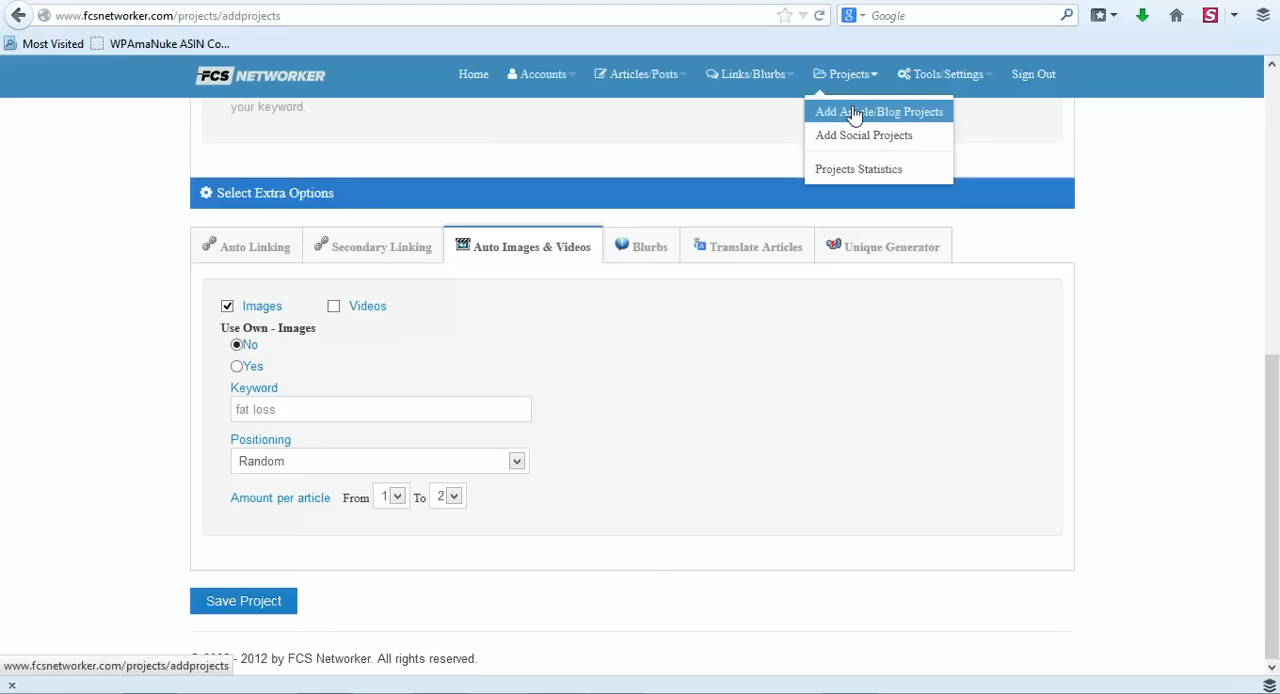 www.fcsnetworker.com/projects/addprojects
Google
Most Visited WPAmaNuke ASIN Co...
FCS NETWORKER Home Accounts Articles/Posts Links/Blurbs Projects Tools/Settings Sign Out
your keyword.
Add Article/Blog Projects
Add Social Projects
Projects Statistics
Select Extra Options
Auto Linking Secondary Linking Auto Images & Videos Blurbs Translate Articles Unique Generator
Images Videos
Use Own - Images
No
Yes
Keyword
fat loss
Positioning
Random
Amount per article From 1 To 2
Save Project
- 2012 by FCS Networker. All rights reserved.
www.fcsnetworker.com/projects/addprojects